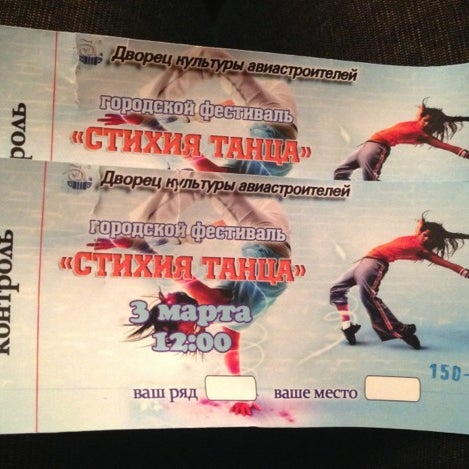 Дворец культуры авиастроителей
городской фестиваль
«СТИХИЯ ТАНЦА»
Дворец культуры авиастроителей
городской фестиваль
«СТИХИЯ ТАНЦА»
3 марта
12:00
150-
ваш ряд ваше место
контроль